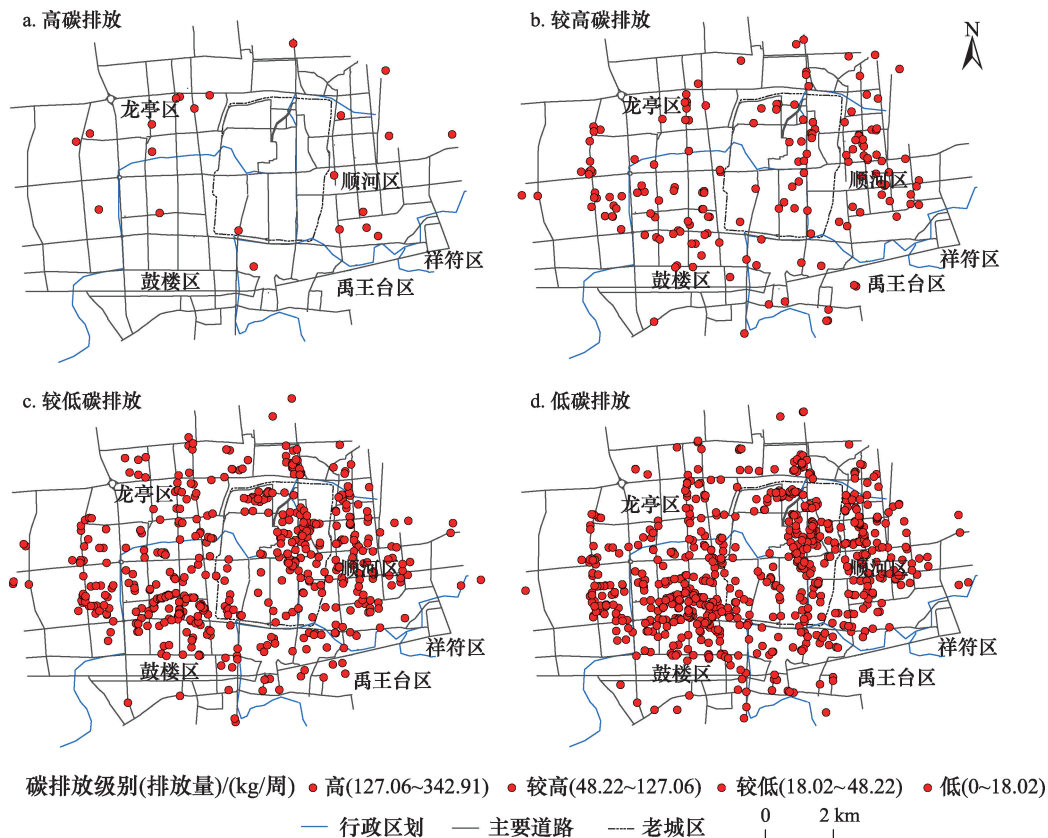 a. 高碳排放
b. 较高碳排放
N
龙亭区
顺河区
祥符区
鼓楼区
禹王台区
龙亭区
顺河区
祥符区
鼓楼区
禹王台区
c. 较低碳排放
d. 低碳排放
龙亭区
顺河区
祥符区
鼓楼区
禹王台区
龙亭区
顺河区
祥符区
鼓楼区
禹王台区
碳排放级别(排放量)/(kg/周) 高(127.06~342.91) 较高(48.22~127.06) 较低(18.02~48.22) 低(0~18.02)
行政区划 主要道路 老城区 0 2 km